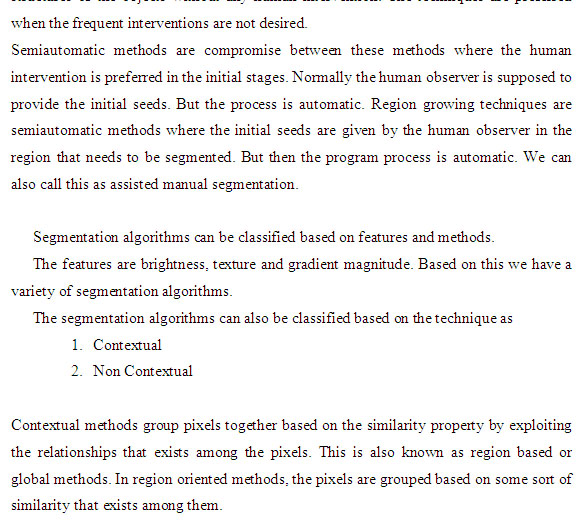 when the frequent interventions are not desired.
Semiautomatic methods are compromise between these methods where the human
intervention is preferred in the initial stages. Normally the human observer is supposed to
provide the initial seeds. But the process is automatic. Region growing techniques are
semiautomatic methods where the initial seeds are given by the human observer in the
region that needs to be segmented. But then the program process is automatic. We can
also call this as assisted manual segmentation.
Segmentation algorithms can be classified based on features and methods.
The features are brightness, texture and gradient magnitude. Based on this we have a
variety of segmentation algorithms.
The segmentation algorithms can also be classified based on the technique as
1. Contextual
2. Non Contextual
Contextual methods group pixels together based on the similarity property by exploiting
the relationships that exists among the pixels. This is also known as region based or
global methods. In region oriented methods, the pixels are grouped based on some sort of
similarity that exists among them.